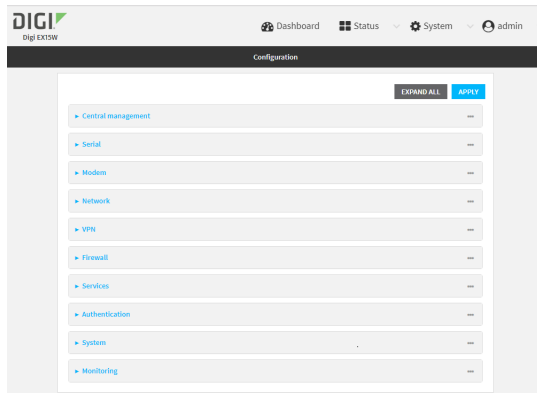 DIGI
Digi EX15W
Dashboard Status System admin
Configuration
EXPAND ALL APPLY
Central management
Serial
Modem
Network
VPN
Firewall
Services
Authentication
System
Monitoring